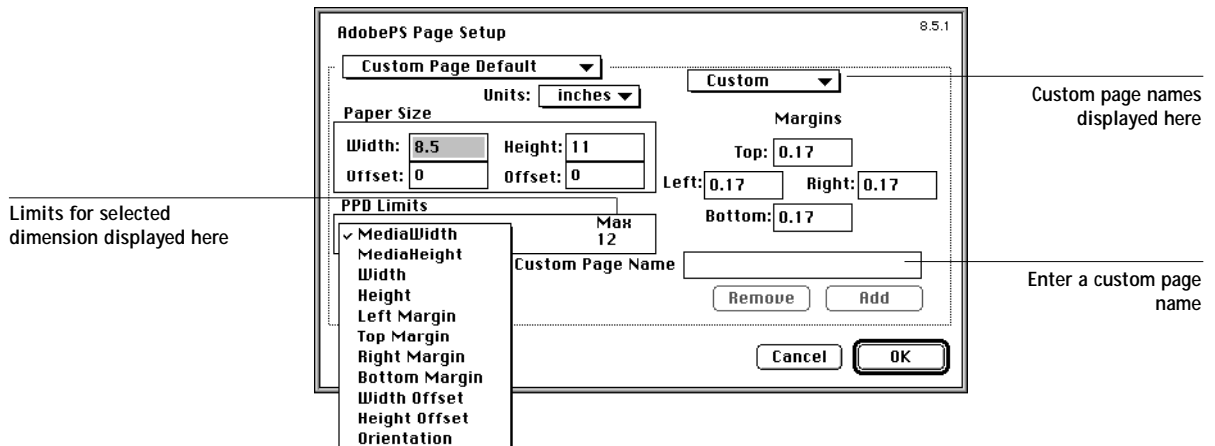 AdobePS Page Setup
8.5.1
Custom Page Default
Custom
Units: inches
Paper Size
Width: 8.5 Height: 11
Offset: 0 Offset: 0
Margins
Top: 0.17
Left: 0.17 Right: 0.17
Bottom: 0.17
PPD Limits
Max
12
MediaWidth
MediaHeight
Width
Height
Left Margin
Top Margin
Right Margin
Bottom Margin
Width Offset
Height Offset
Orientation
Custom Page Name
Remove Add
Cancel OK
Custom page names
displayed here
Limits for selected
dimension displayed here
Enter a custom page
name